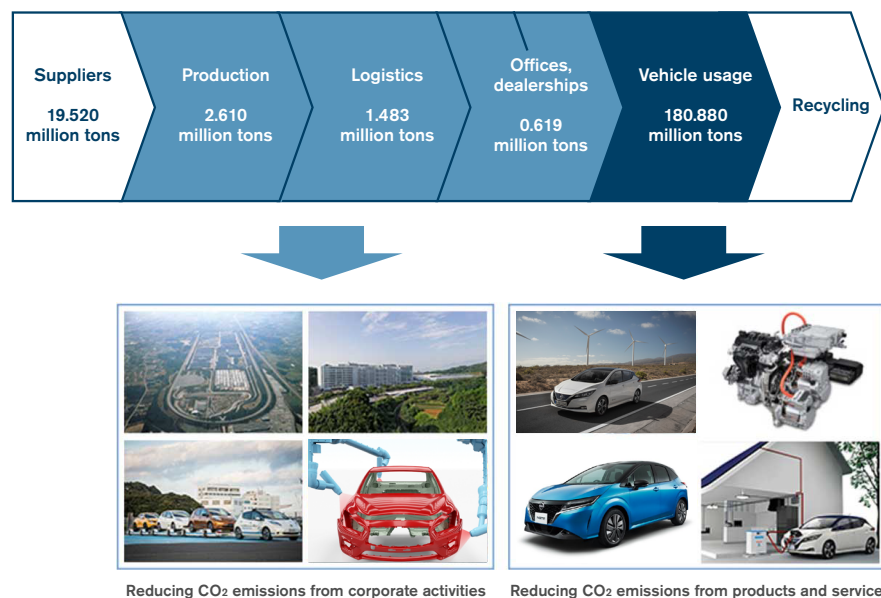 Suppliers
19.520
million tons
Production
2.610
million tons
Logistics
1.483
million tons
Offices,
dealerships
0.619
million tons
Vehicle usage
180.880
million tons
Recycling
Reducing CO2 emissions from corporate activities
Reducing CO2 emissions from products and service